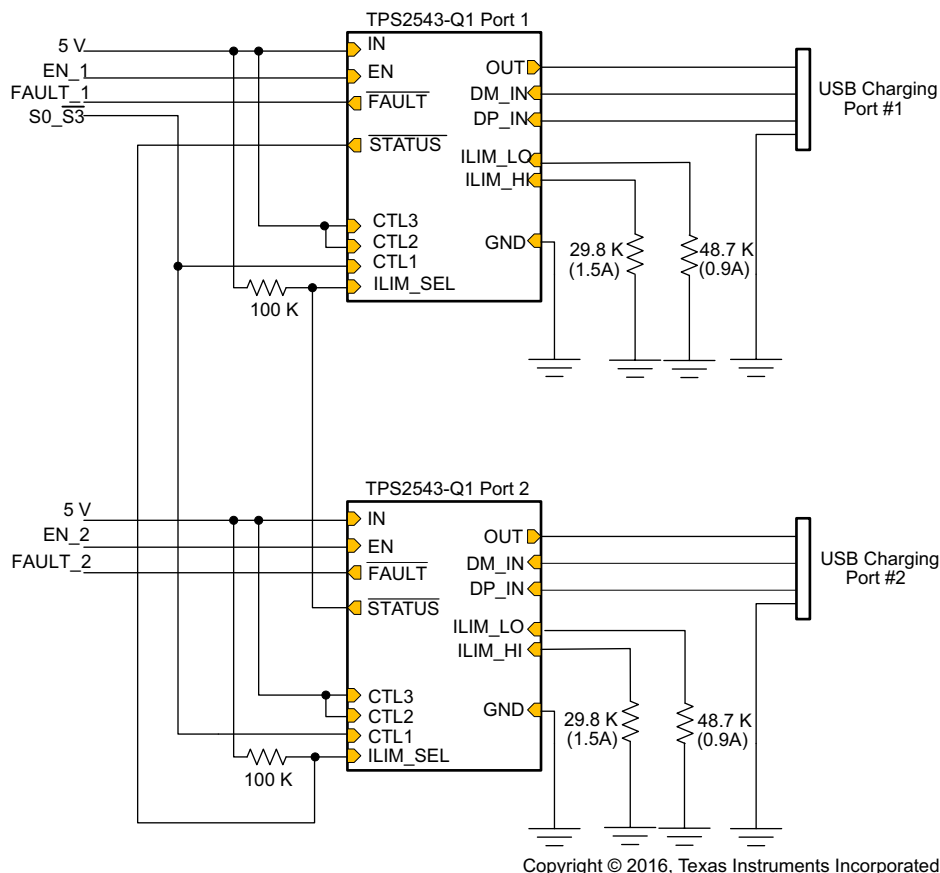 TPS2543-Q1 Port 1
5 V
EN_1
FAULT_1
S0_S3
IN
EN
FAULT
STATUS
CTL3
CTL2
CTL1
ILIM_SEL
100 K
OUT
DM_IN
DP_IN
ILIM_LO
ILIM_HI
GND
29.8 K
(1.5A)
48.7 K
(0.9A)
USB Charging
Port #1
TPS2543-Q1 Port 2
5 V
EN_2
FAULT_2
IN
EN
FAULT
STATUS
CTL3
CTL2
CTL1
ILIM_SEL
100 K
OUT
DM_IN
DP_IN
ILIM_LO
ILIM_HI
GND
29.8 K
(1.5A)
48.7 K
(0.9A)
USB Charging
Port #2
Copyright © 2016, Texas Instruments Incorporated